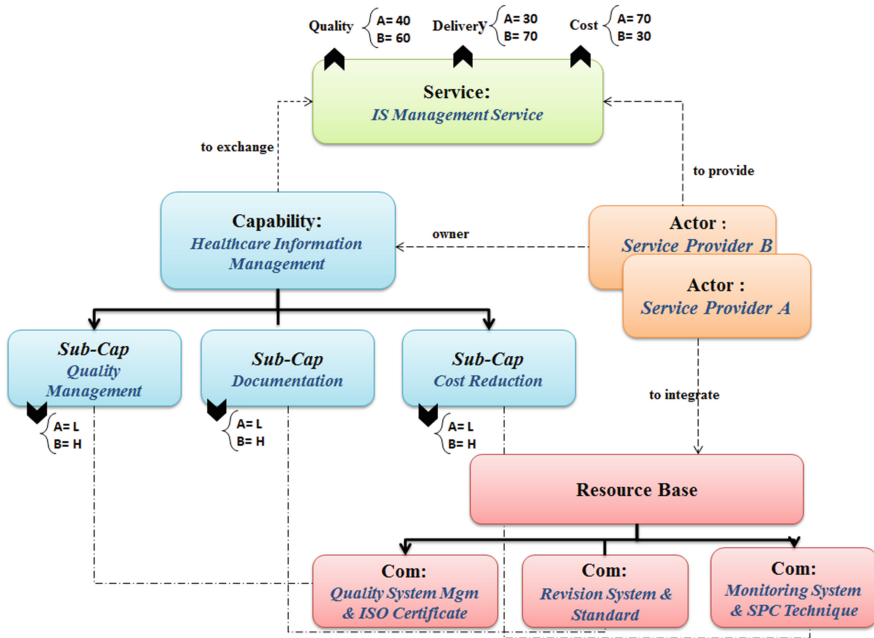 Quality A= 40 Delivery A= 30 Cost A= 70
B= 60 B= 70 B= 30
Service:
IS Management Service
to exchange
to provide
Capability:
Healthcare Information
Management
owner
Actor :
Service Provider B
Actor :
Service Provider A
Sub-Cap
Quality
Management
Sub-Cap
Documentation
Sub-Cap
Cost Reduction
to integrate
A= L
B= H
A= L
B= H
A= L
B= H
Resource Base
Com:
Quality System Mgm
& ISO Certificate
Com:
Revision System &
Standard
Com:
Monitoring System
& SPC Technique